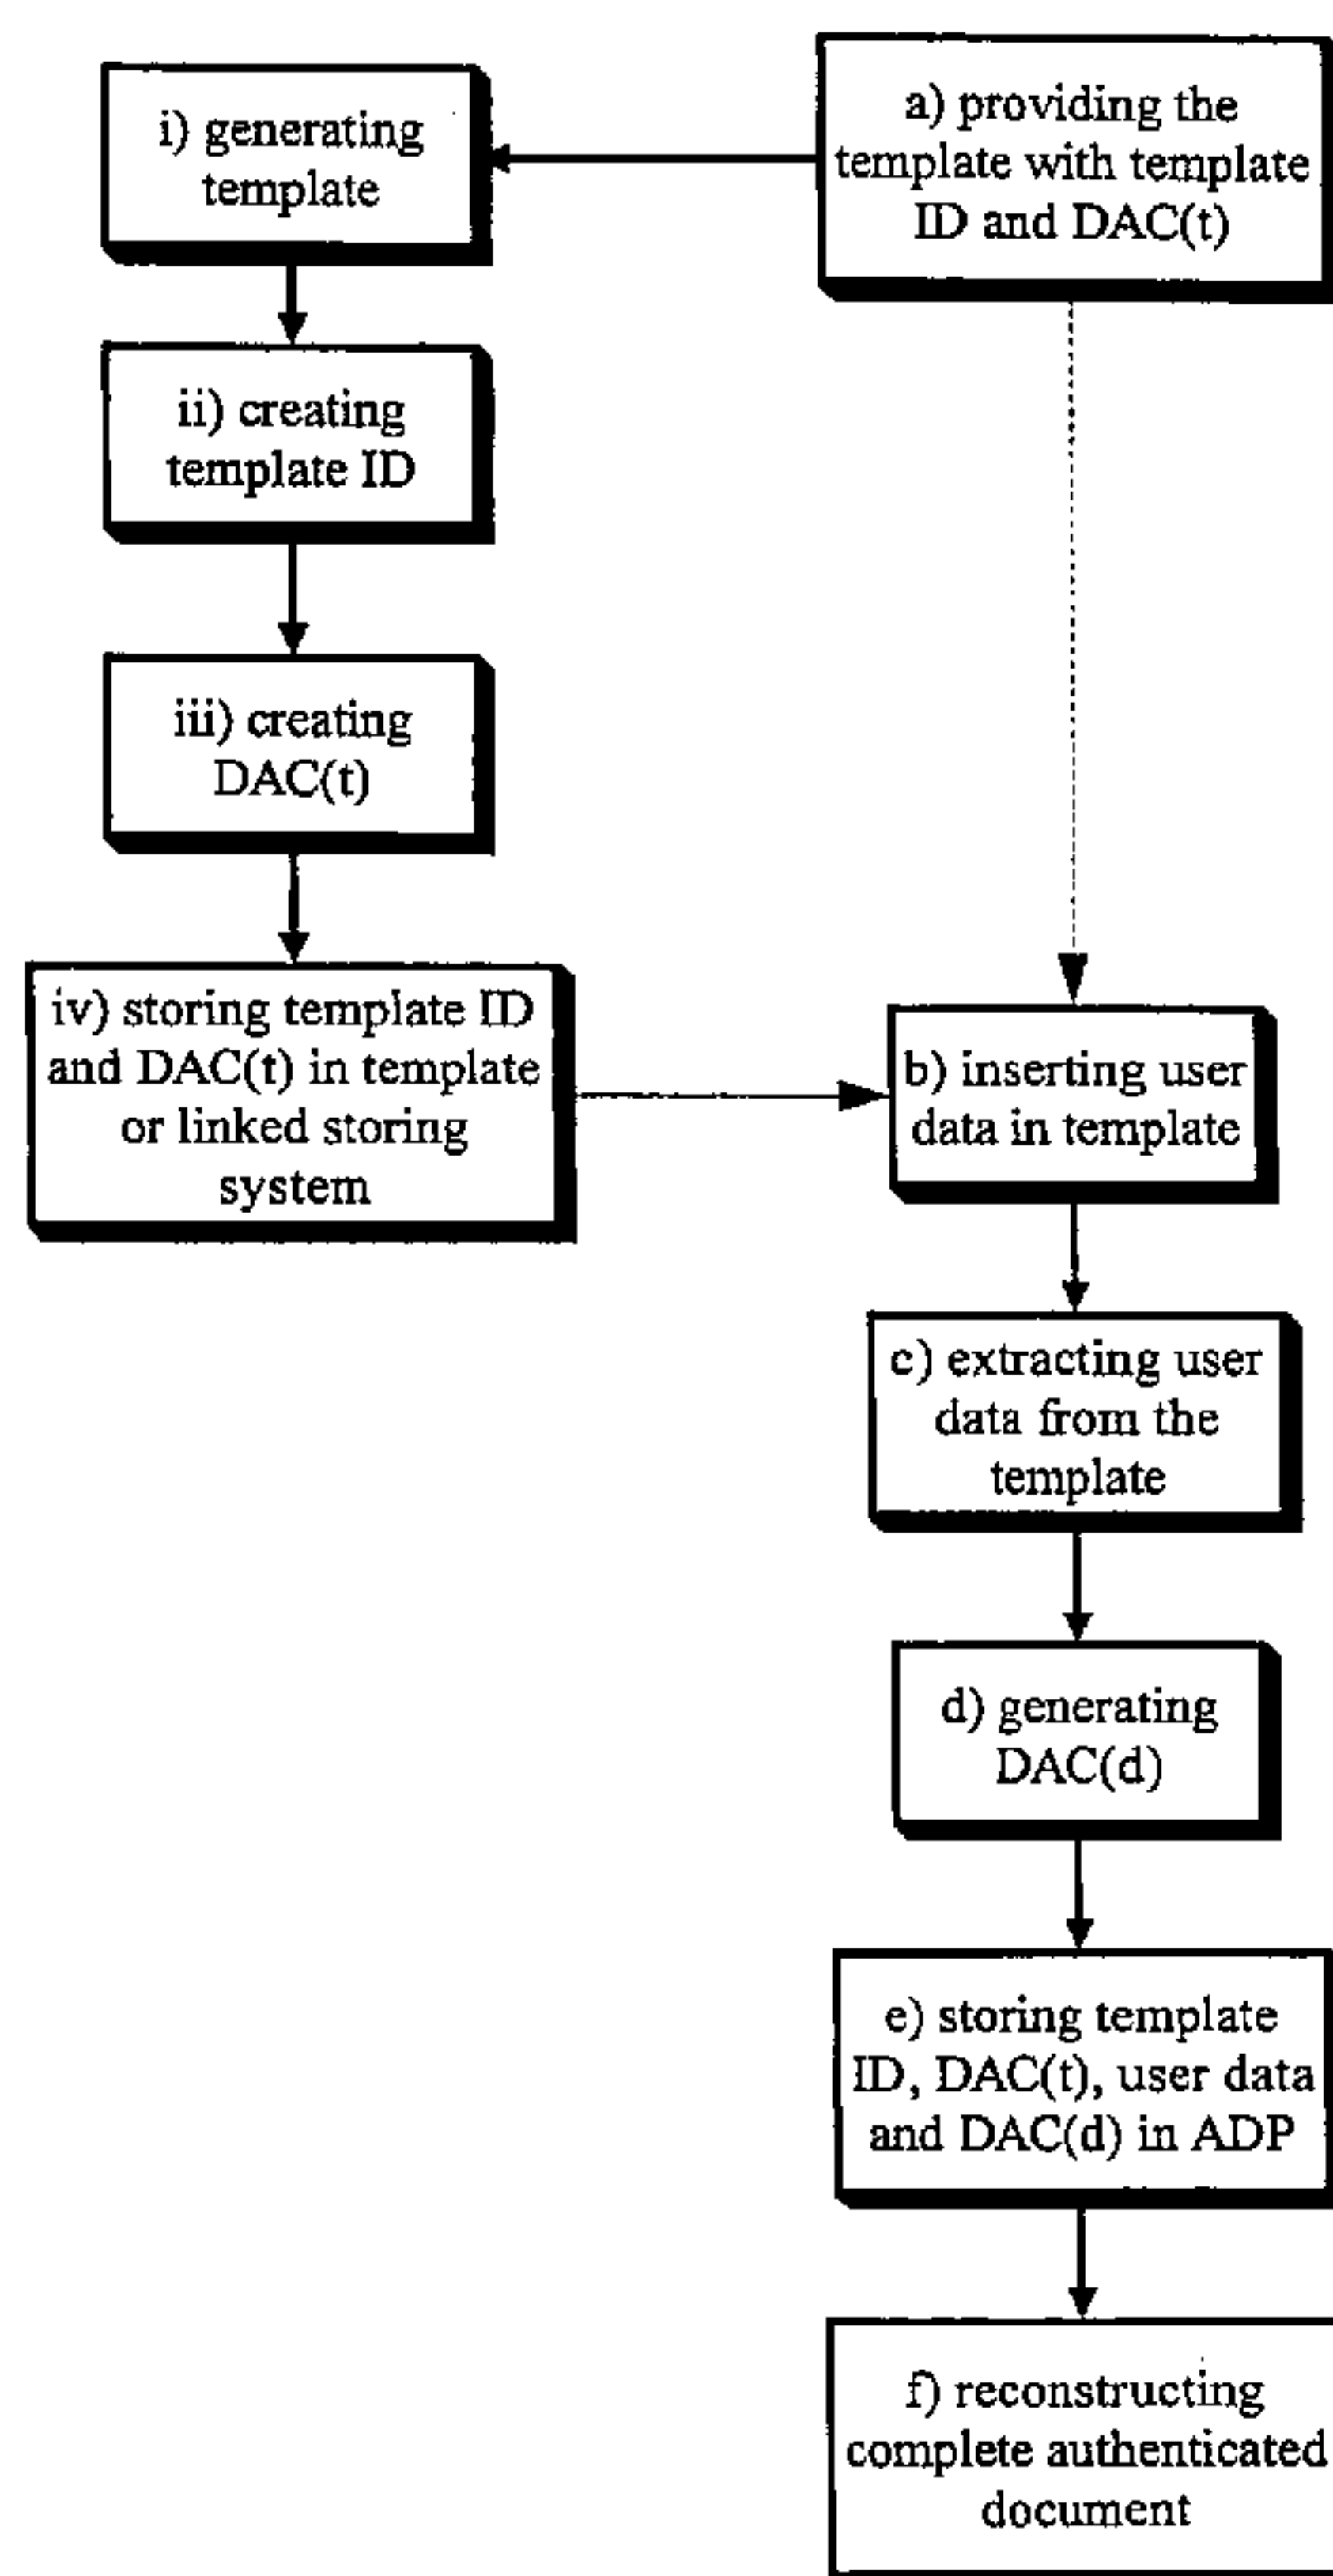 i) generating
template
a) providing the
template with template
ID and DAC(t)
ii) creating
template ID
iii) creating
DAC(t)
iv) storing template ID
and DAC(t) in template
or linked storing
system
b) inserting user
data in template
c) extracting user
data from the
template
d) generating
DAC(d)
e) storing template
ID, DAC(t), user data
and DAC(d) in ADP
f) reconstructing
complete authenticated
document